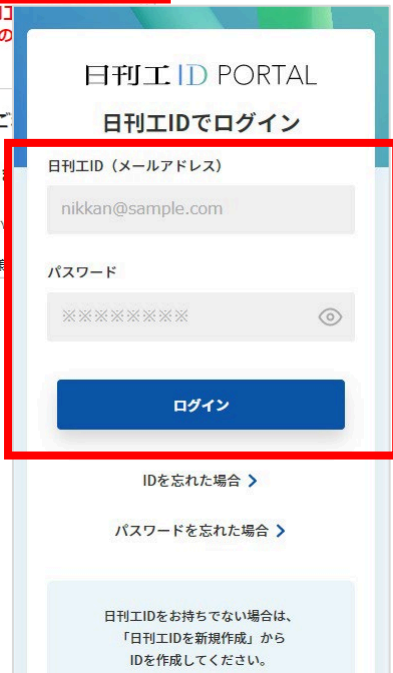 日刊工ID PORTAL
日刊工IDでログイン
日刊工ID（メールアドレス）
nikkan@sample.com
パスワード
※※※※※※※※
ログイン
IDを忘れた場合
パスワードを忘れた場合
日刊工IDをお持ちでない場合は、
「日刊工IDを新規作成」から
IDを作成してください。